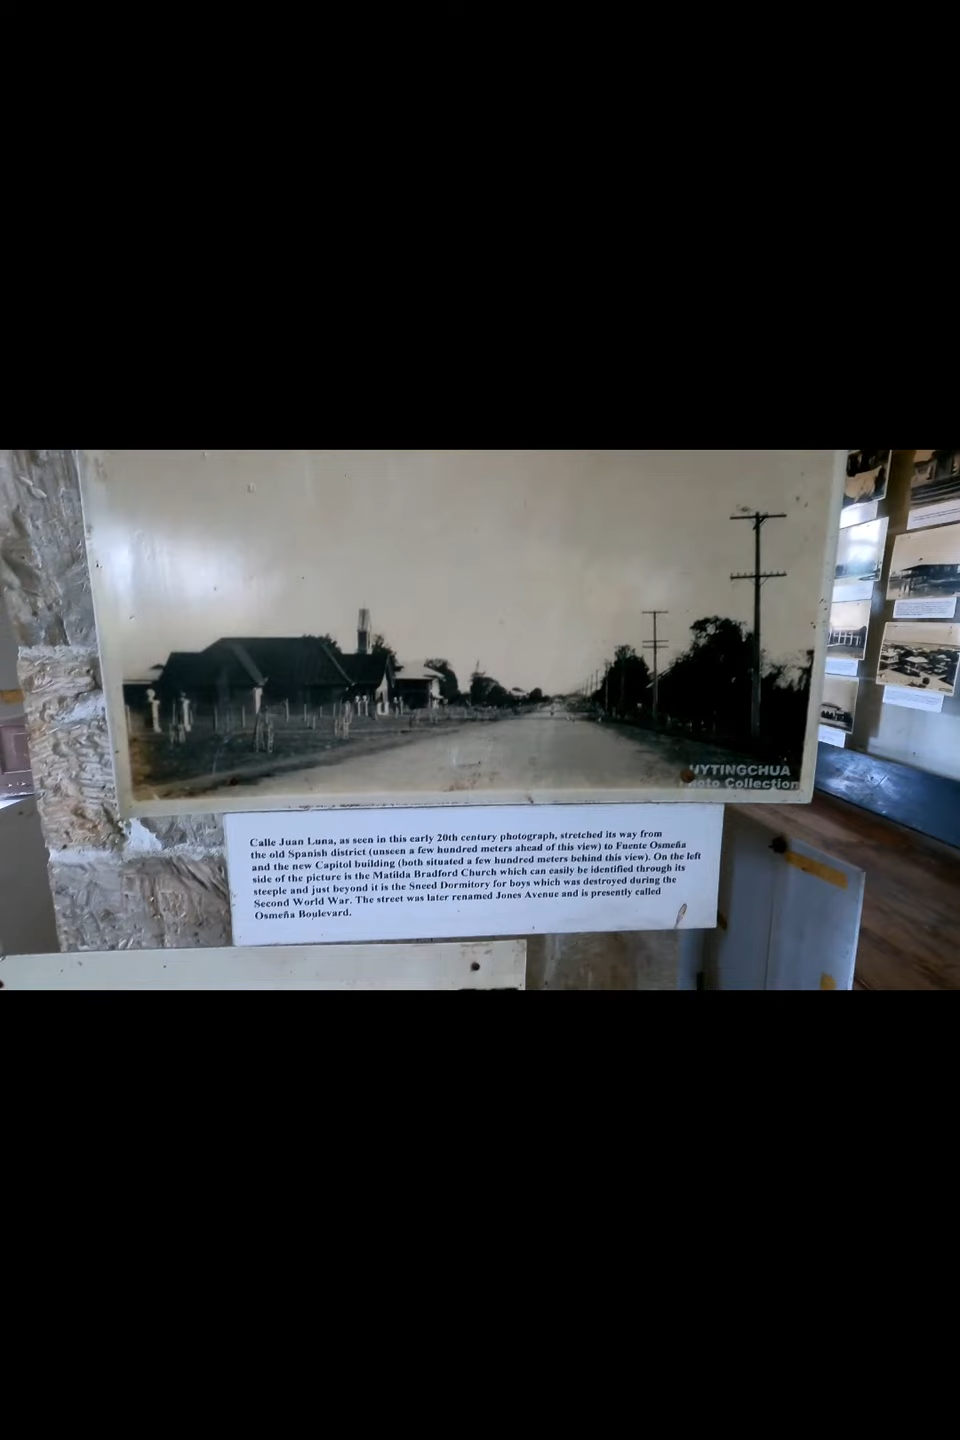 UYTINGCHUA
Photo Collection
Calle Juan Luna, as seen in this early 20th century photograph, stretched its way from
the old Spanish district (unseen a few hundred meters ahead of this view) to Fuente Osmeña
and the new Capitol building (both situated a few hundred meters behind this view). On the left
side of the picture is the Matilda Bradford Church which can easily be identified through its
steeple and just beyond it is the Sneed Dormitory for boys which was destroyed during the
Second World War. The street was later renamed Jones Avenue and is presently called
Osmeña Boulevard.